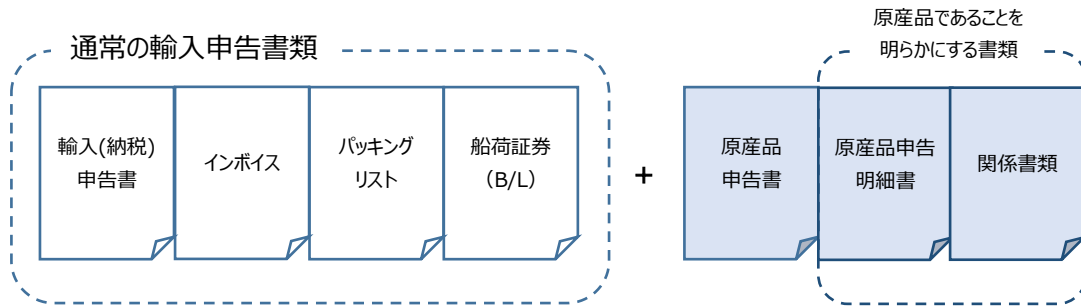 通常の輸入申告書類
輸入(納税)
申告書
インボイス
パッキング
リスト
船荷証券
（B/L）
+
原産品であることを
明らかにする書類
原産品
申告書
原産品申告
明細書
関係書類